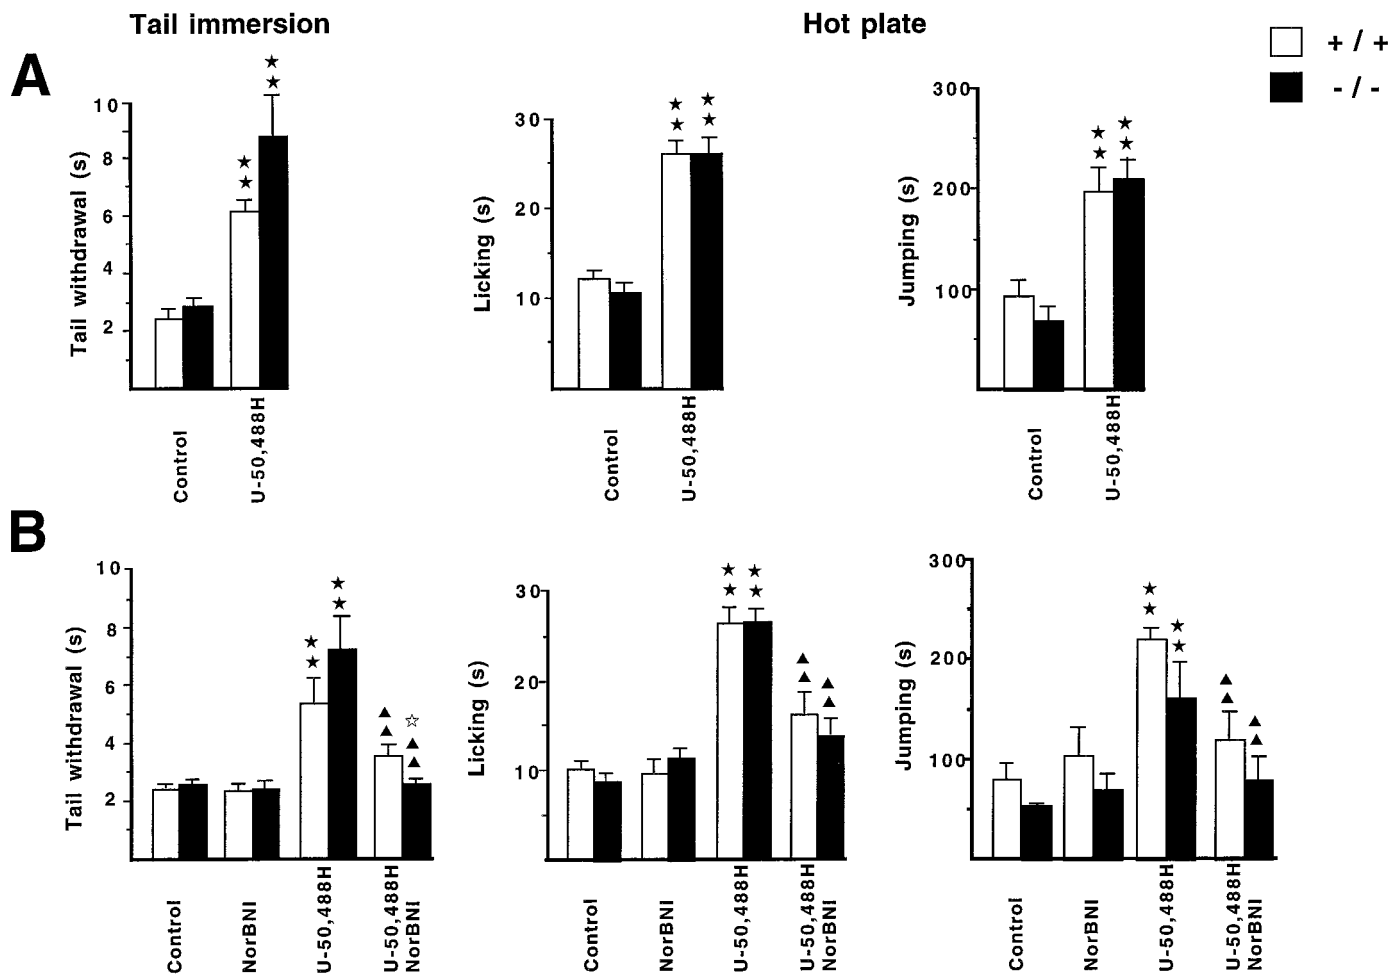 Tail immersion
Hot plate
+ / +
- / -
A
Tail withdrawal (s)
10
8
6
4
2
Control
U-50,488H
Licking (s)
30
20
10
Control
U-50,488H
Jumping (s)
300
200
100
Control
U-50,488H
B
Tail withdrawal (s)
10
8
6
4
2
Control
NorBNI
U-50,488H
U-50,488H
NorBNI
Licking (s)
30
20
10
Control
NorBNI
U-50,488H
U-50,488H
NorBNI
Jumping (s)
300
200
100
Control
NorBNI
U-50,488H
U-50,488H
NorBNI